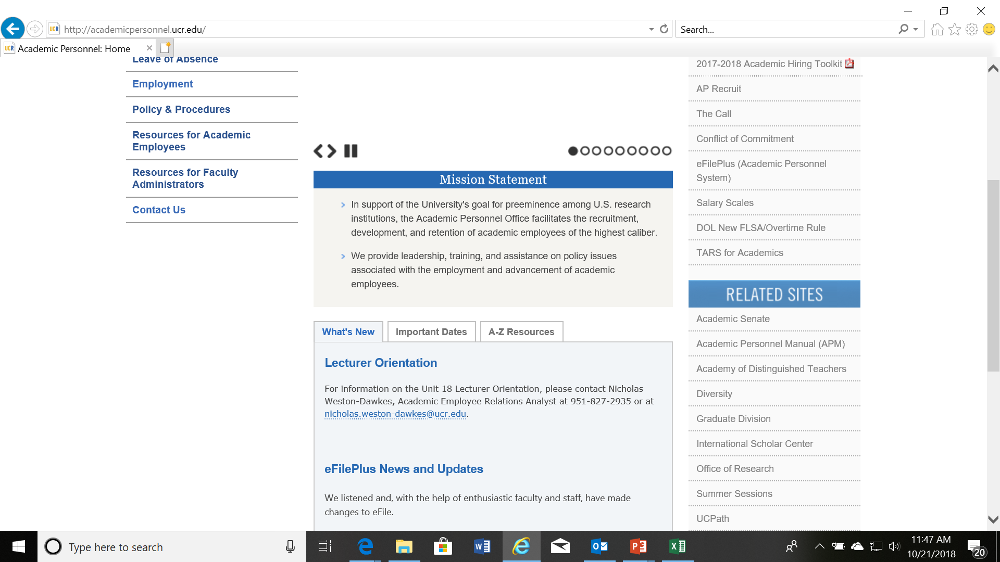 UCR http://academicpersonnel.ucr.edu/
Search...
UCR Academic Personnel: Home
Leave of Absence
Employment
Policy & Procedures
Resources for Academic
Employees
Resources for Faculty
Administrators
Contact Us
Mission Statement
In support of the University's goal for preeminence among U.S. research
institutions, the Academic Personnel Office facilitates the recruitment,
development, and retention of academic employees of the highest caliber.
We provide leadership, training, and assistance on policy issues
associated with the employment and advancement of academic
employees.
What's New
Important Dates
A-Z Resources
Lecturer Orientation
For information on the Unit 18 Lecturer Orientation, please contact Nicholas
Weston-Dawkes, Academic Employee Relations Analyst at 951-827-2935 or at
nicholas.weston-dawkes@ucr.edu.
eFilePlus News and Updates
We listened and, with the help of enthusiastic faculty and staff, have made
changes to eFile.
2017-2018 Academic Hiring Toolkit
AP Recruit
The Call
Conflict of Commitment
eFilePlus (Academic Personnel
System)
Salary Scales
DOL New FLSA/Overtime Rule
TARS for Academics
RELATED SITES
Academic Senate
Academic Personnel Manual (APM)
Academy of Distinguished Teachers
Diversity
Graduate Division
International Scholar Center
Office of Research
Summer Sessions
UCPath
Type here to search
11:47 AM
10/21/2018
20